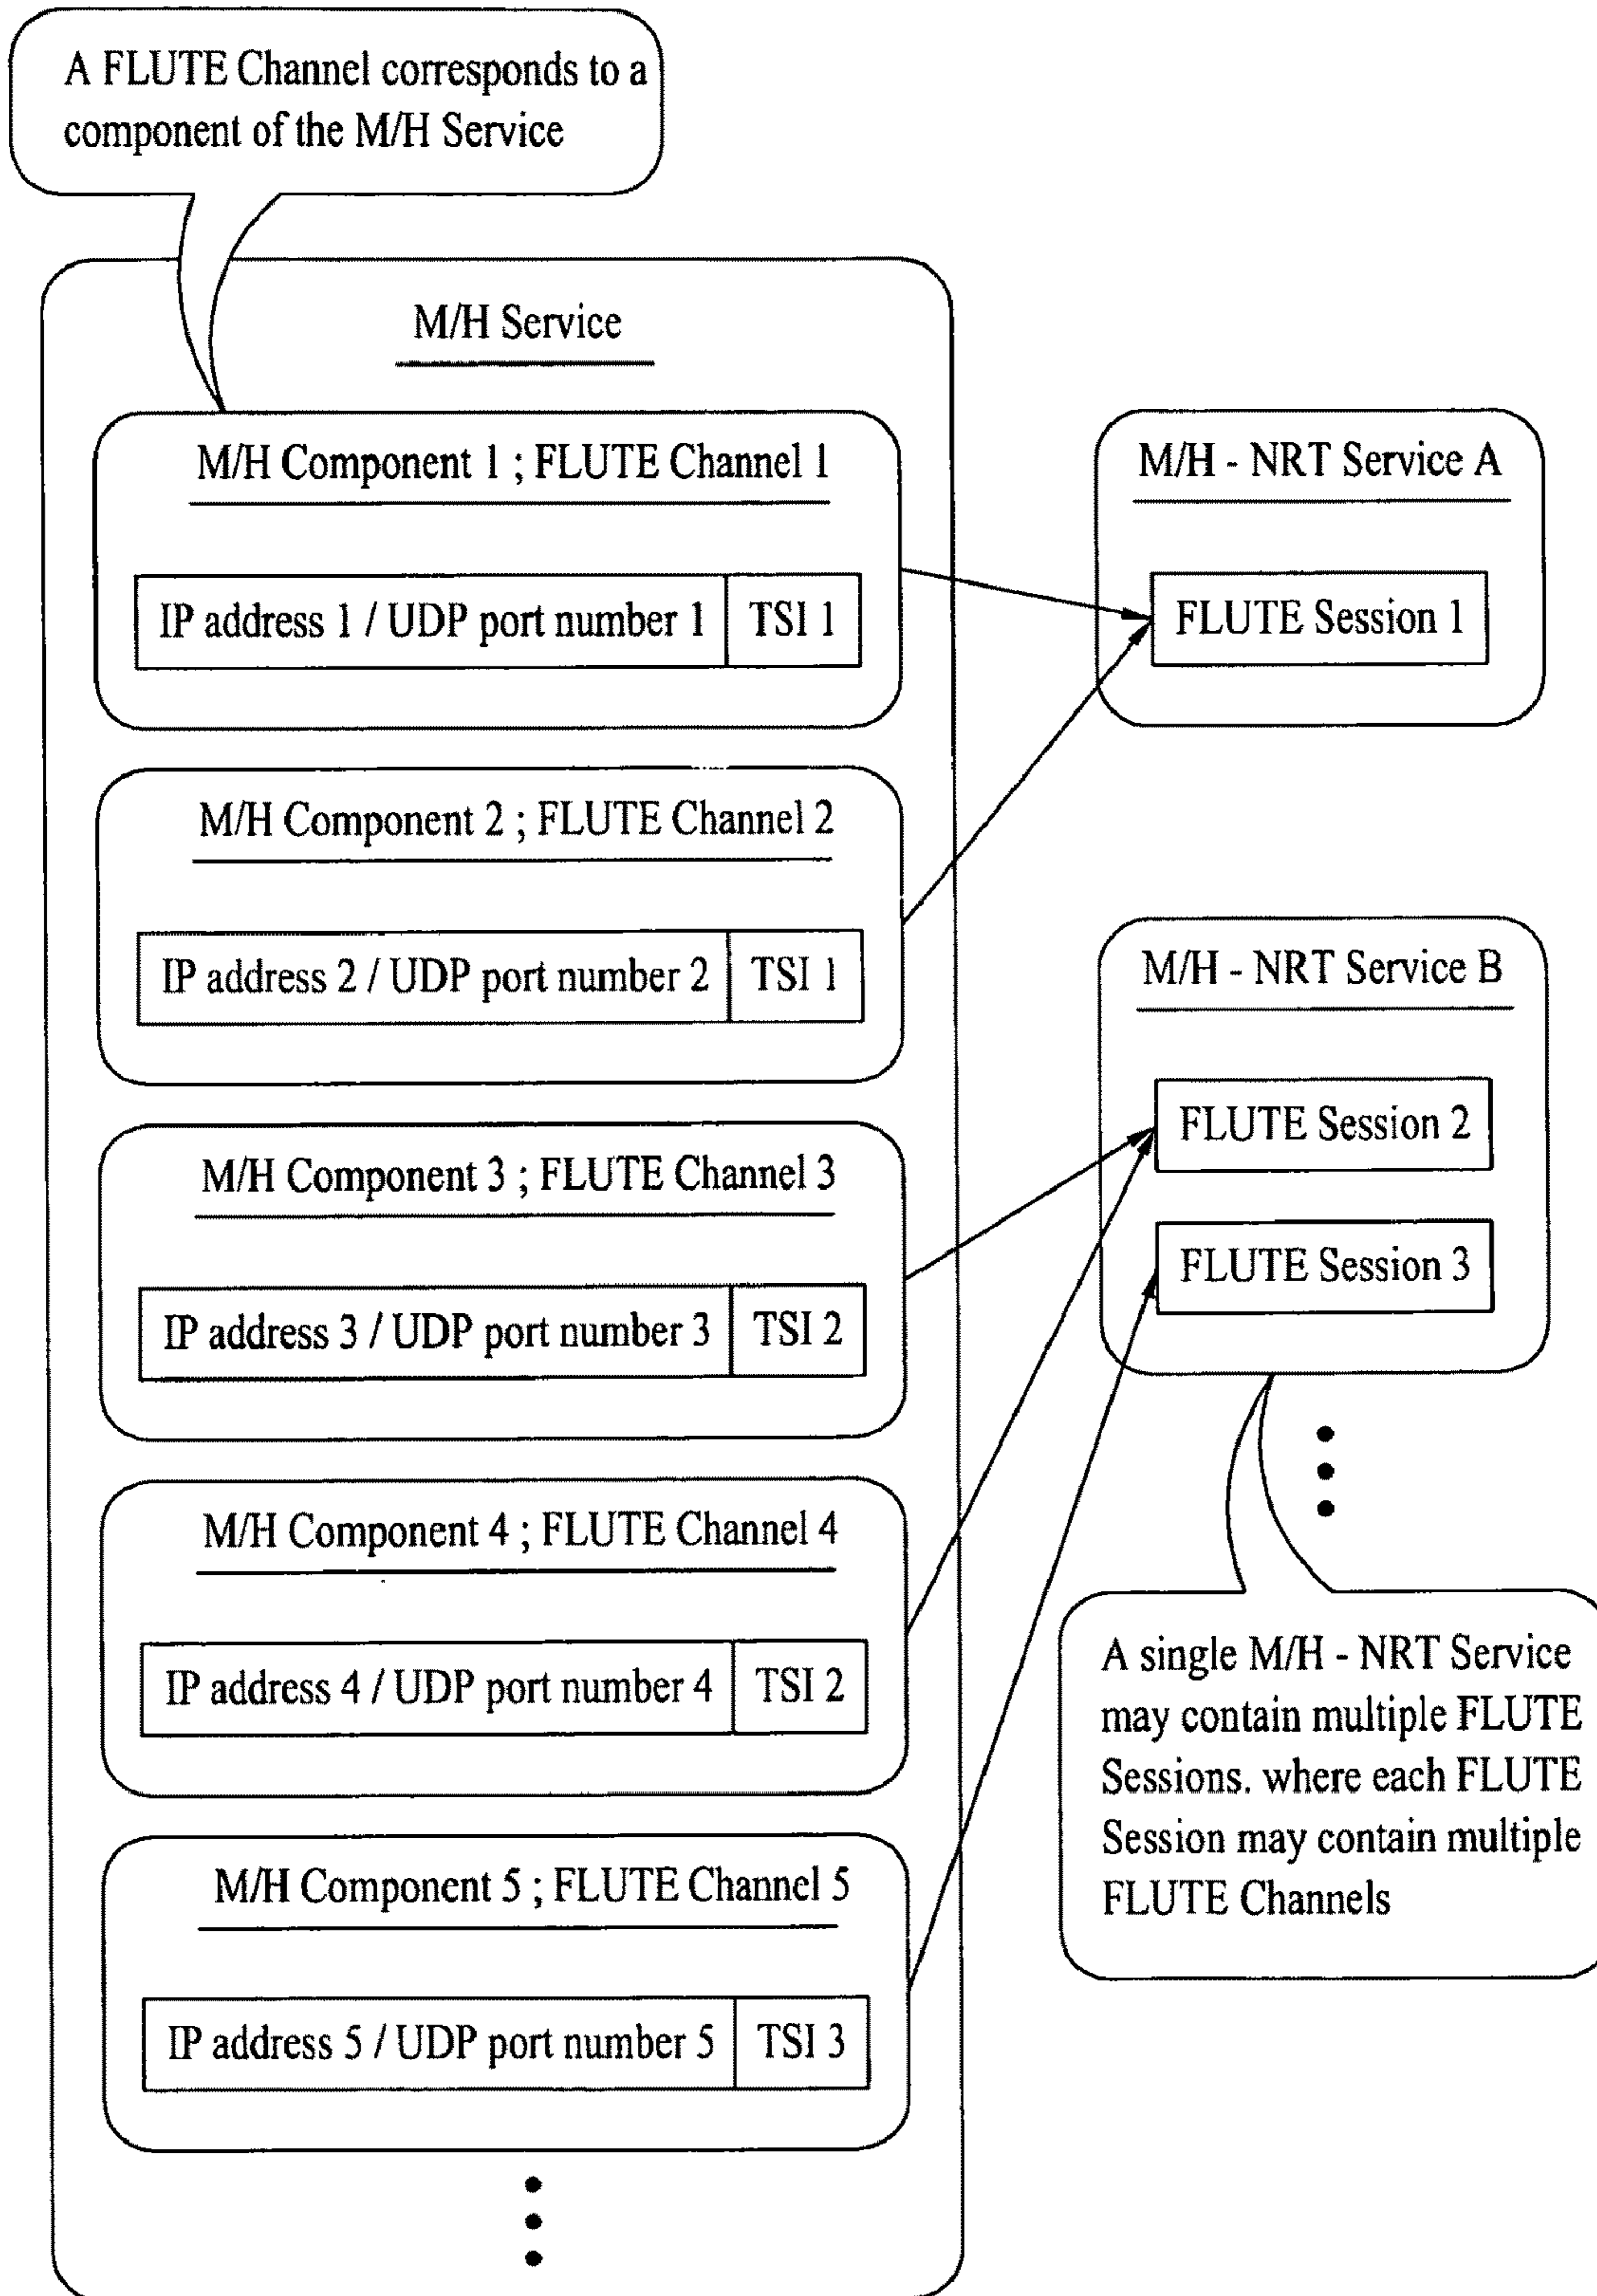 A FLUTE Channel corresponds to a
component of the M/H Service
M/H Service
M/H Component 1 ; FLUTE Channel 1
IP address 1 / UDP port number 1
TSI 1
M/H Component 2 ; FLUTE Channel 2
IP address 2 / UDP port number 2
TSI 1
M/H Component 3 ; FLUTE Channel 3
IP address 3 / UDP port number 3
TSI 2
M/H Component 4 ; FLUTE Channel 4
IP address 4 / UDP port number 4
TSI 2
M/H Component 5 ; FLUTE Channel 5
IP address 5 / UDP port number 5
TSI 3
M/H - NRT Service A
FLUTE Session 1
M/H - NRT Service B
FLUTE Session 2
FLUTE Session 3
A single M/H - NRT Service
may contain multiple FLUTE
Sessions. where each FLUTE
Session may contain multiple
FLUTE Channels